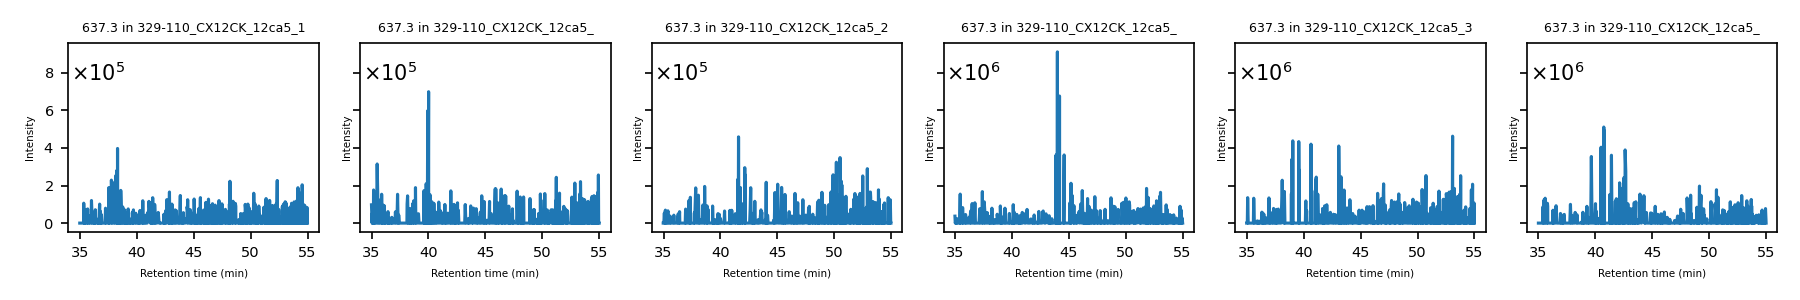 637.3 in 329-110_CX12CK_12ca5_1
637.3 in 329-110_CX12CK_12ca5_
637.3 in 329-110_CX12CK_12ca5_2
637.3 in 329-110_CX12CK_12ca5_
637.3 in 329-110_CX12CK_12ca5_3
637.3 in 329-110_CX12CK_12ca5_
×10⁵
×10⁵
×10⁵
×10⁶
×10⁶
×10⁶
8
6
4
2
0
Intensity
Intensity
Intensity
Intensity
Intensity
Intensity
35 40 45 50 55
35 40 45 50 55
35 40 45 50 55
35 40 45 50 55
35 40 45 50 55
35 40 45 50 55
Retention time (min)
Retention time (min)
Retention time (min)
Retention time (min)
Retention time (min)
Retention time (min)